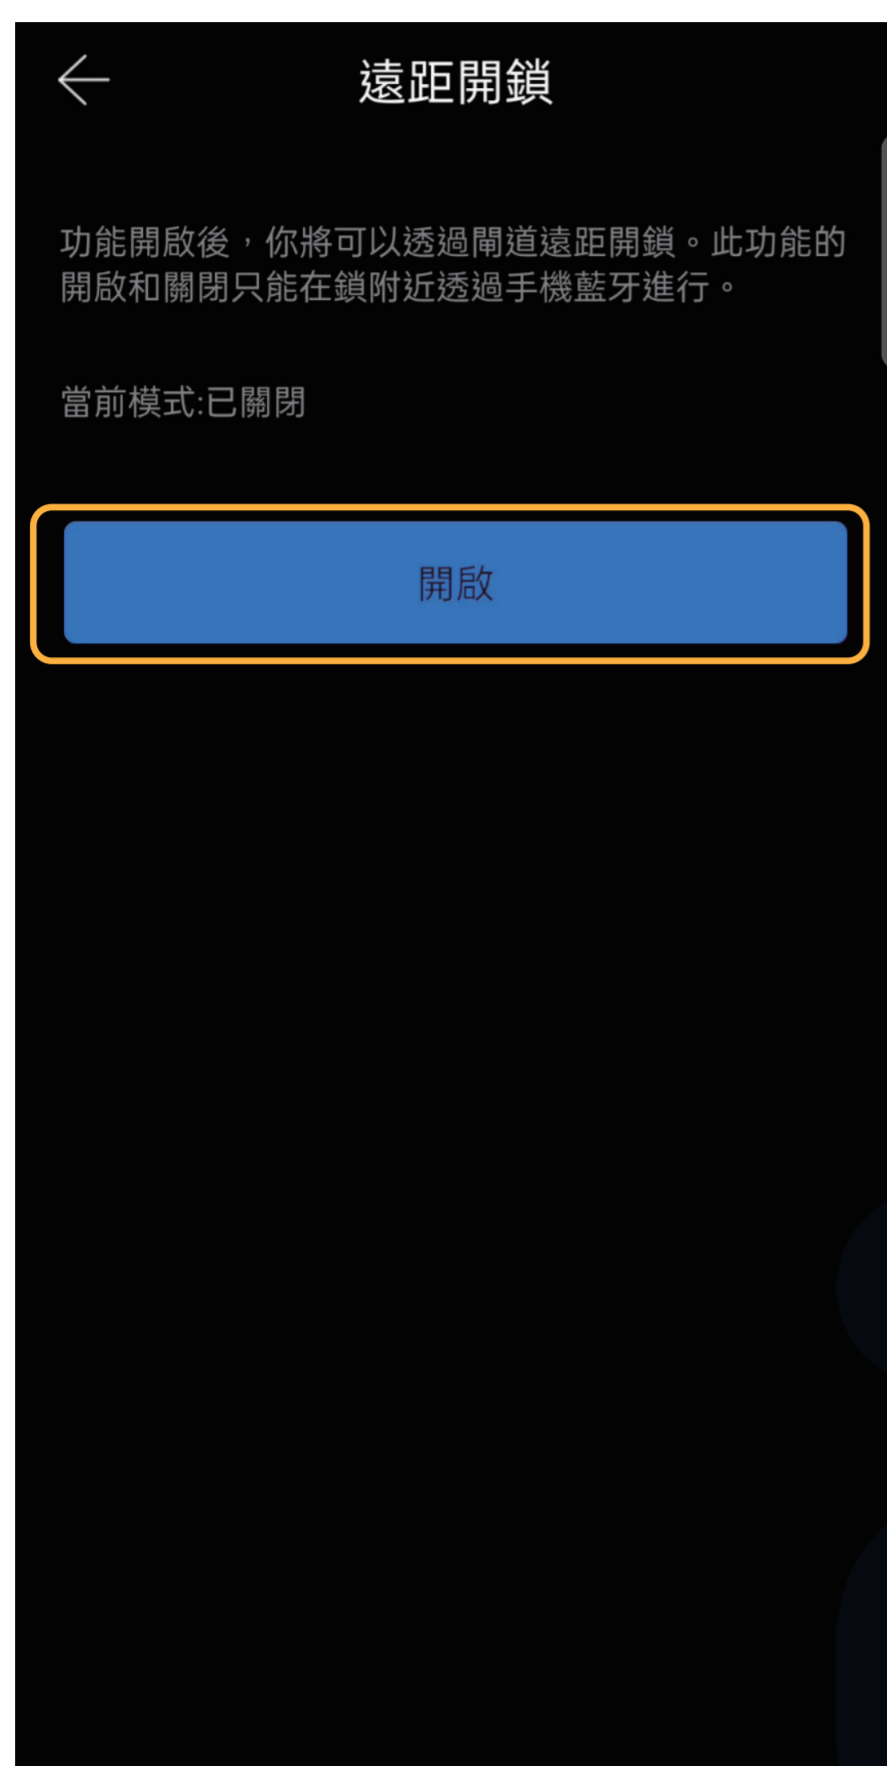 遠距開鎖
功能開啟後，你將可以透過閘道遠距開鎖。此功能的
開啟和關閉只能在鎖附近透過手機藍牙進行。
當前模式:已關閉
開啟